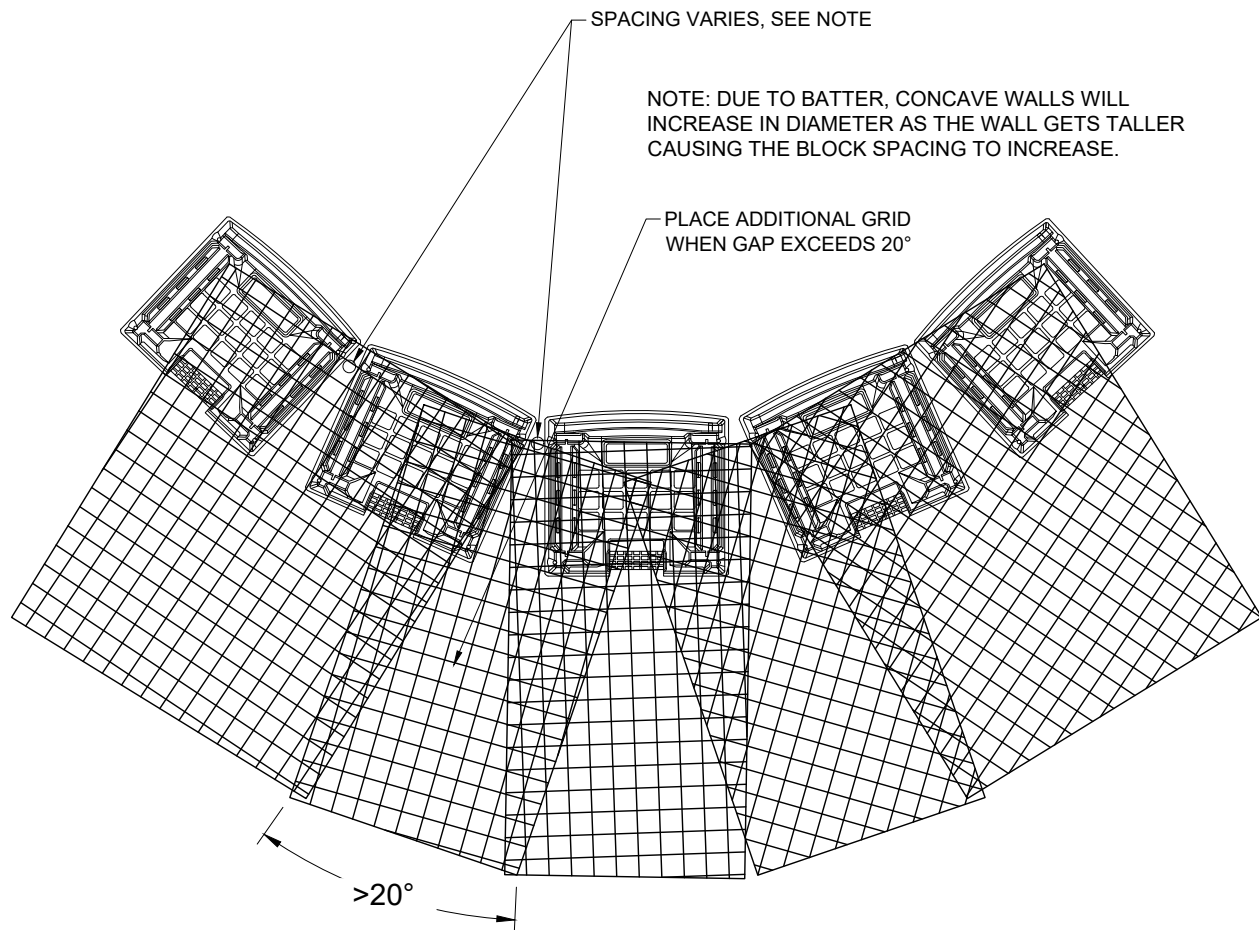 SPACING VARIES, SEE NOTE
NOTE: DUE TO BATTER, CONCAVE WALLS WILL
INCREASE IN DIAMETER AS THE WALL GETS TALLER
CAUSING THE BLOCK SPACING TO INCREASE.
PLACE ADDITIONAL GRID
WHEN GAP EXCEEDS 20°
>20°